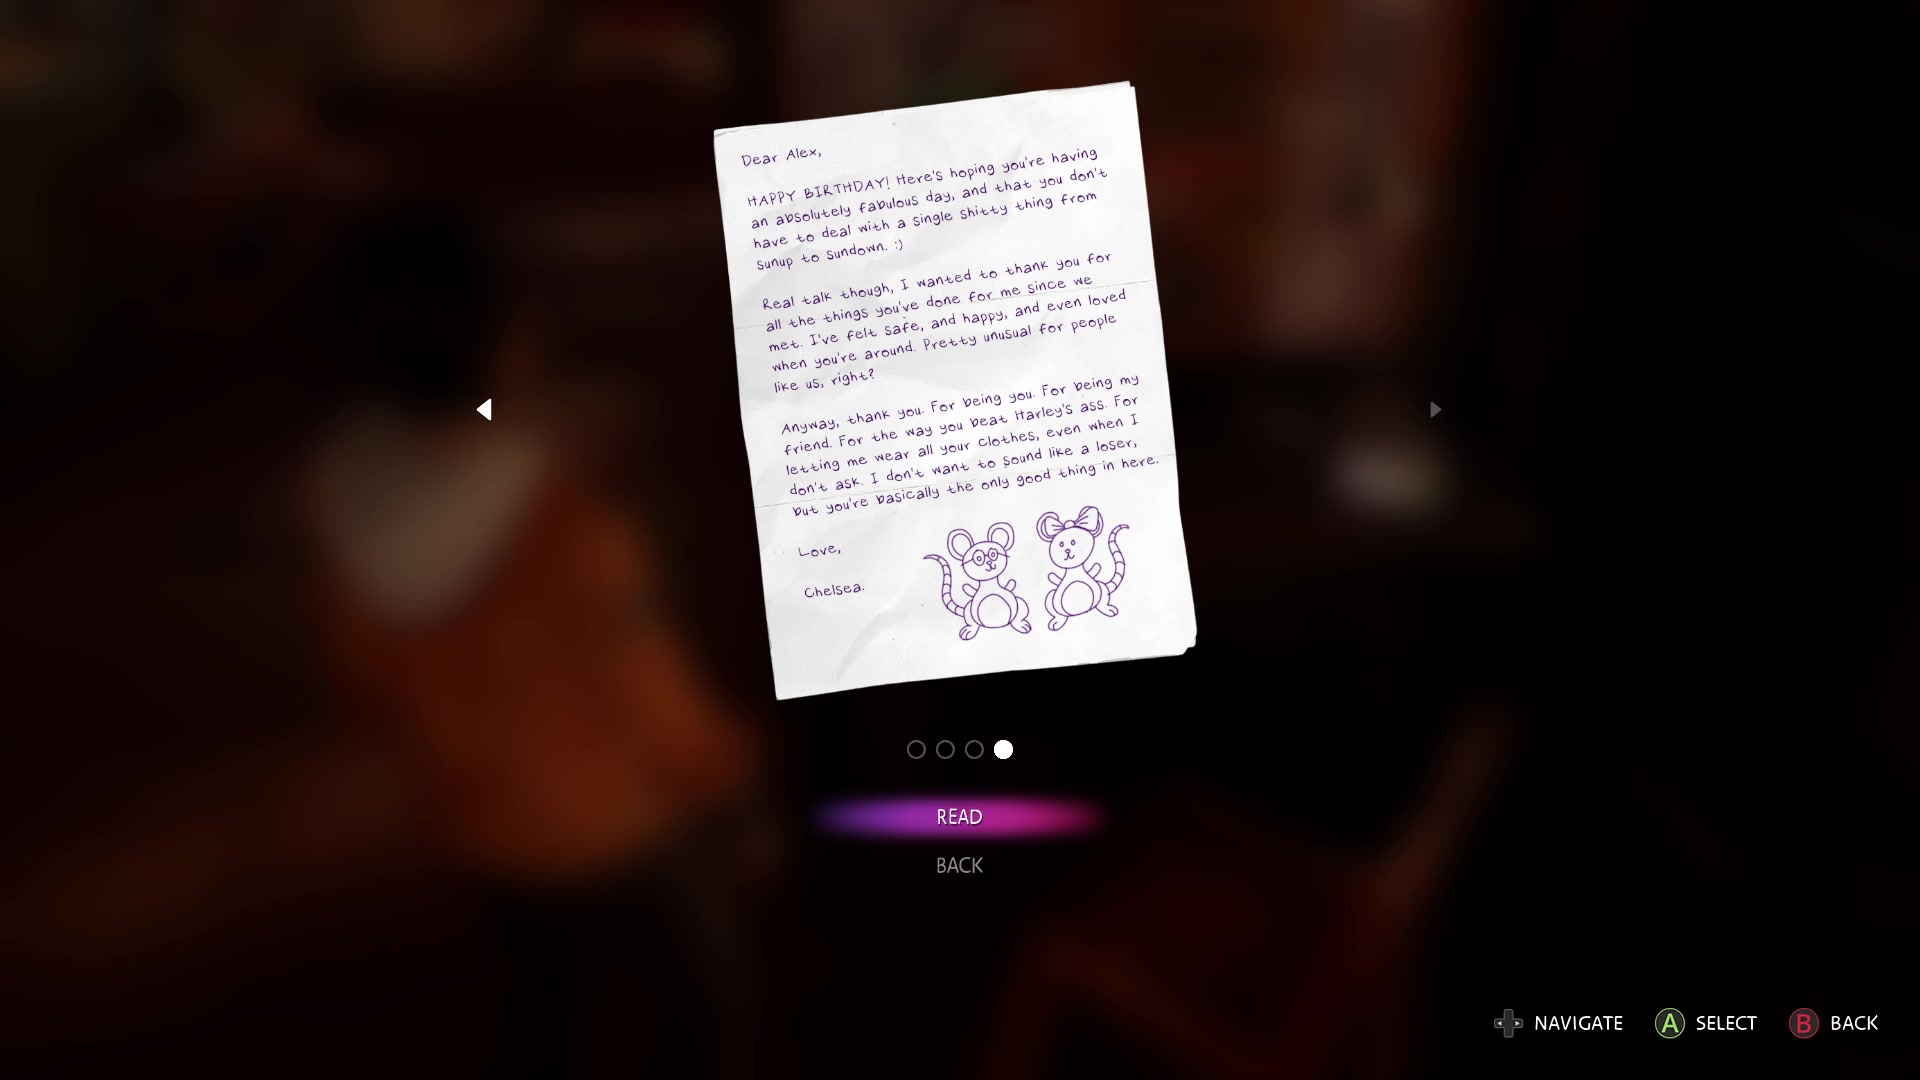 Dear Alex,
HAPPY BIRTHDAY! Here's hoping you're having
an absolutely fabulous day, and that you don't
have to deal with a single shitty thing from
sunup to sundown. :)
Real talk though, I wanted to thank you for
all the things you've done for me since we
met. I've felt safe, and happy, and even loved
when you're around. Pretty unusual for people
like us, right?
Anyway, thank you. For being you. For being my
friend. For the way you beat Harley's ass. For
letting me wear all your clothes, even when I
don't ask. I don't want to sound like a loser,
but you're basically the only good thing in here.
Love,
Chelsea.
READ
BACK
NAVIGATE A SELECT B BACK